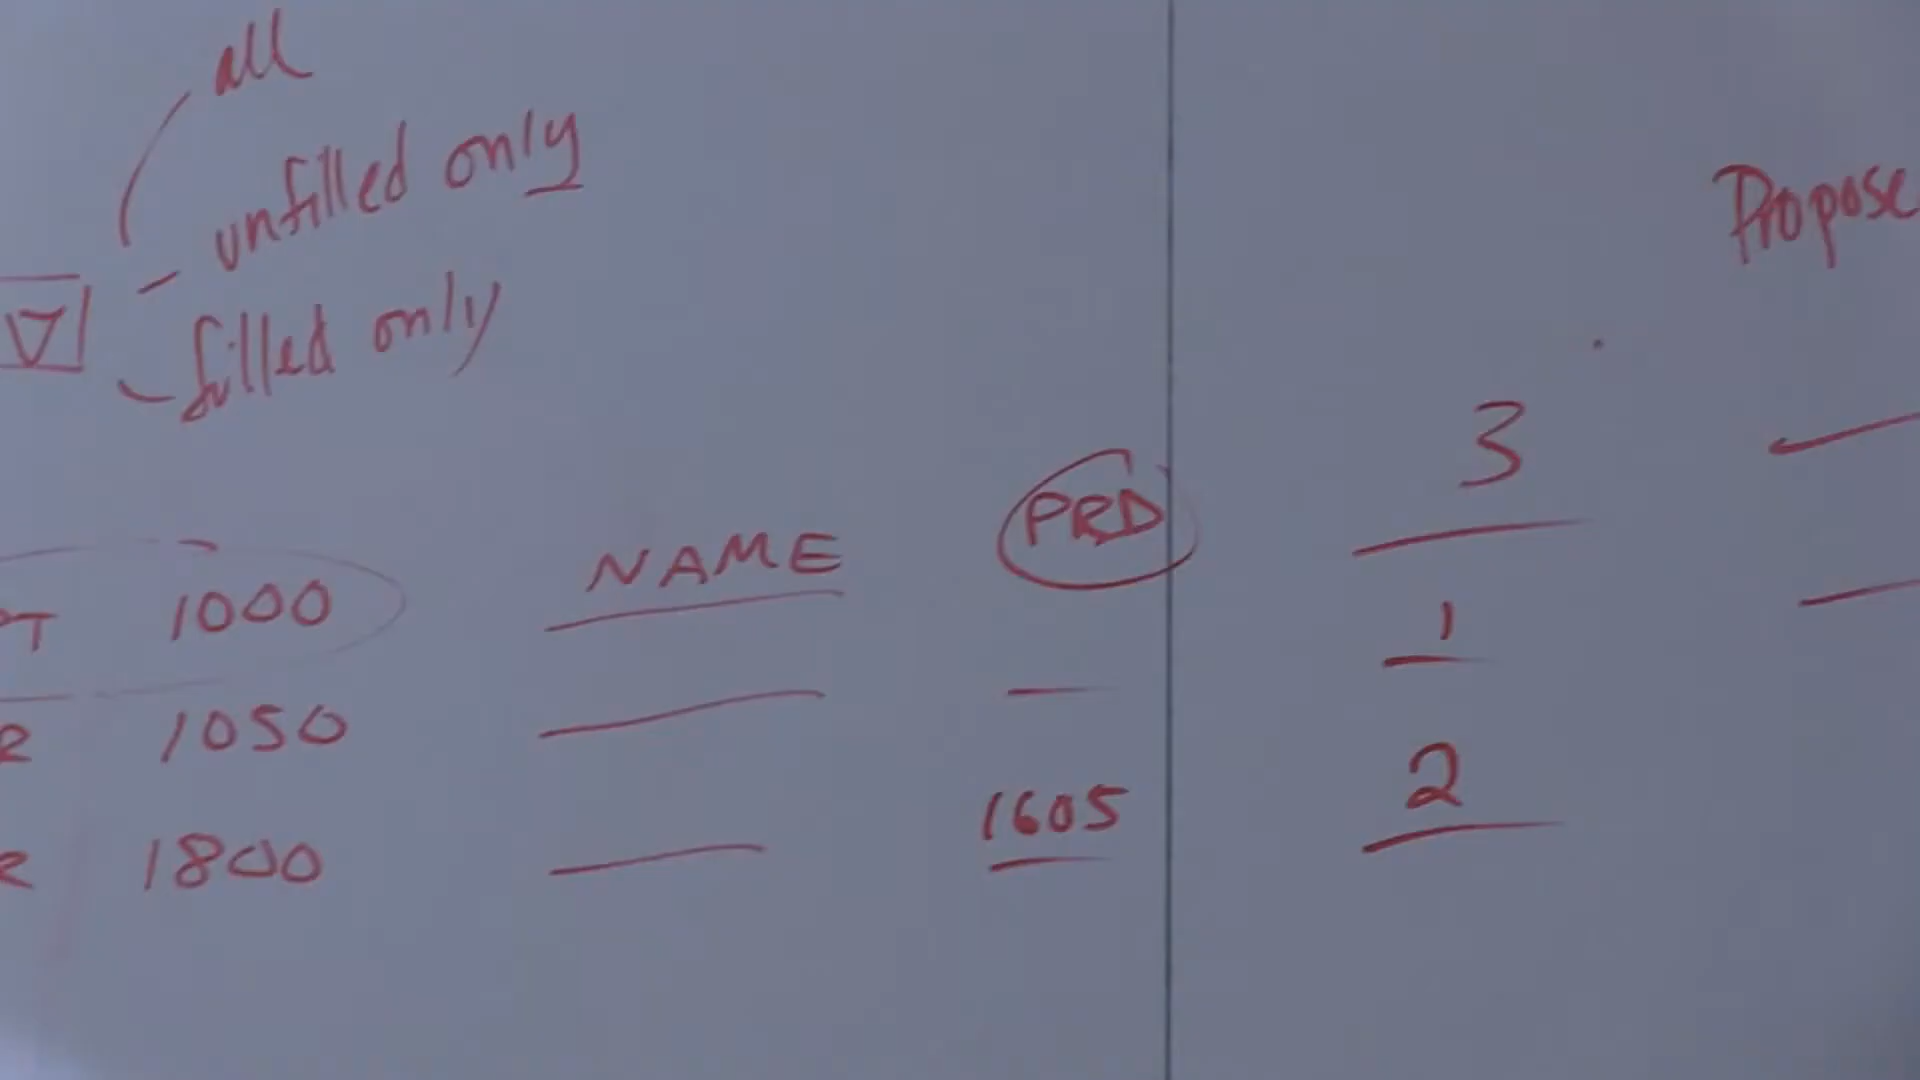 all
unfilled only
filled only
Propose
3
T 1000 NAME PRD
1
R 1050
2
R 1800 1605